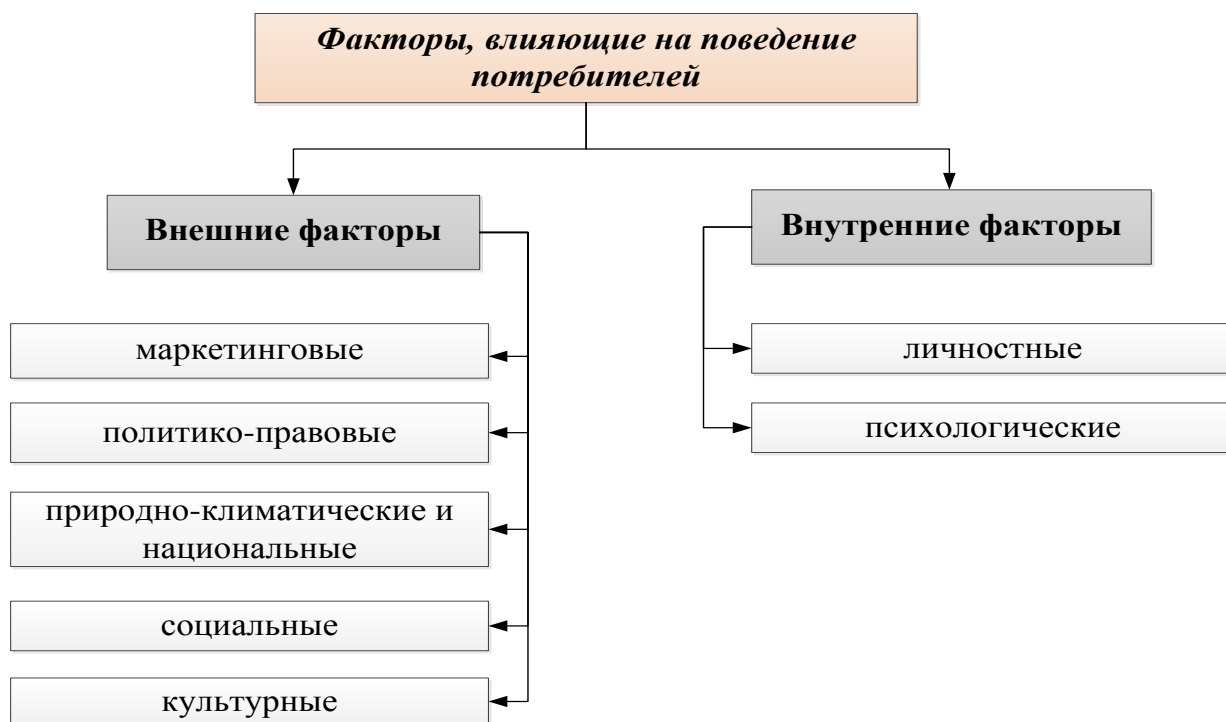 Факторы, влияющие на поведение
потребителей
Внешние факторы
маркетинговые
политико-правовые
природно-климатические и
национальные
социальные
культурные
Внутренние факторы
личностные
психологические